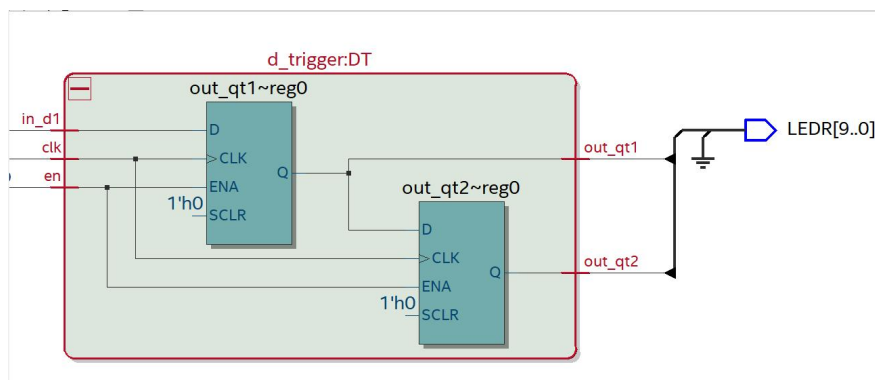 d_trigger:DT
out_qt1~reg0
in_d1
D
clk
CLK
Q
out_qt1
LEDR[9..0]
en
ENA
1'h0
SCLR
out_qt2~reg0
D
CLK
Q
out_qt2
ENA
1'h0
SCLR